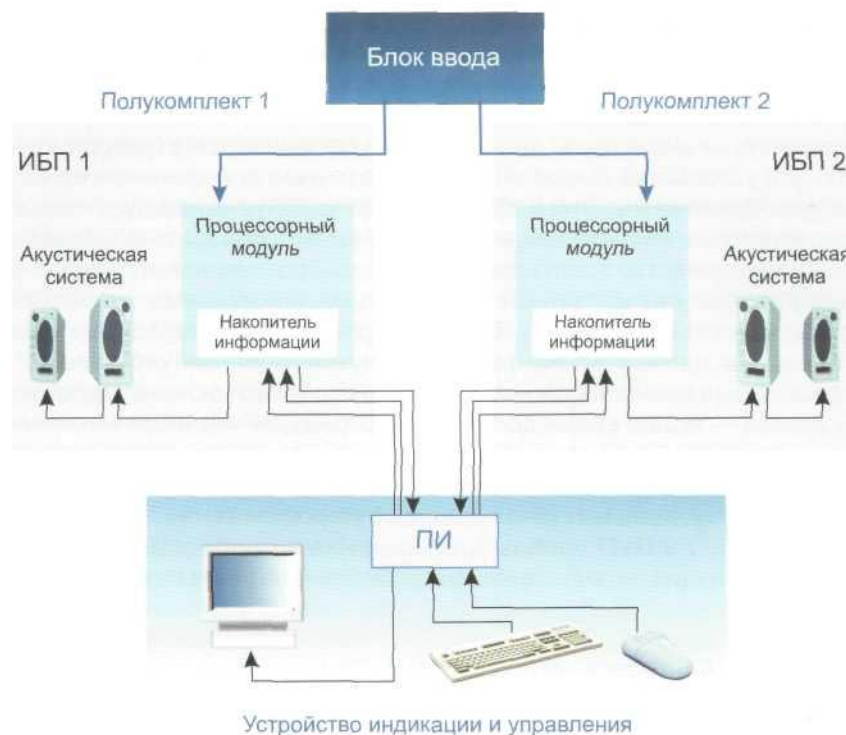 Блок ввода
Полукомплект 1
Полукомплект 2
ИБП 1
ИБП 2
Процессорный
модуль
Процессорный
модуль
Акустическая
система
Акустическая
система
Накопитель
информации
Накопитель
информации
ПИ
Устройство индикации и управления